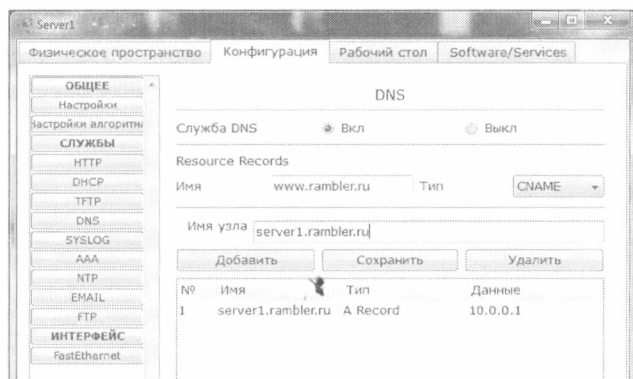 Server1
Физическое пространство Конфигурация Рабочий стол Software/Services
ОБЩЕЕ
Настройки
Настройки алгоритма
СЛУЖБЫ
HTTP
DHCP
TFTP
DNS
SYSLOG
AAA
NTP
EMAIL
FTP
ИНТЕРФЕЙС
FastEthernet
DNS
Служба DNS Вкл Выкл
Resource Records
Имя www.rambler.ru Тип CNAME
Имя узла server1.rambler.ru
Добавить Сохранить Удалить
№ Имя Тип Данные
1 server1.rambler.ru A Record 10.0.0.1